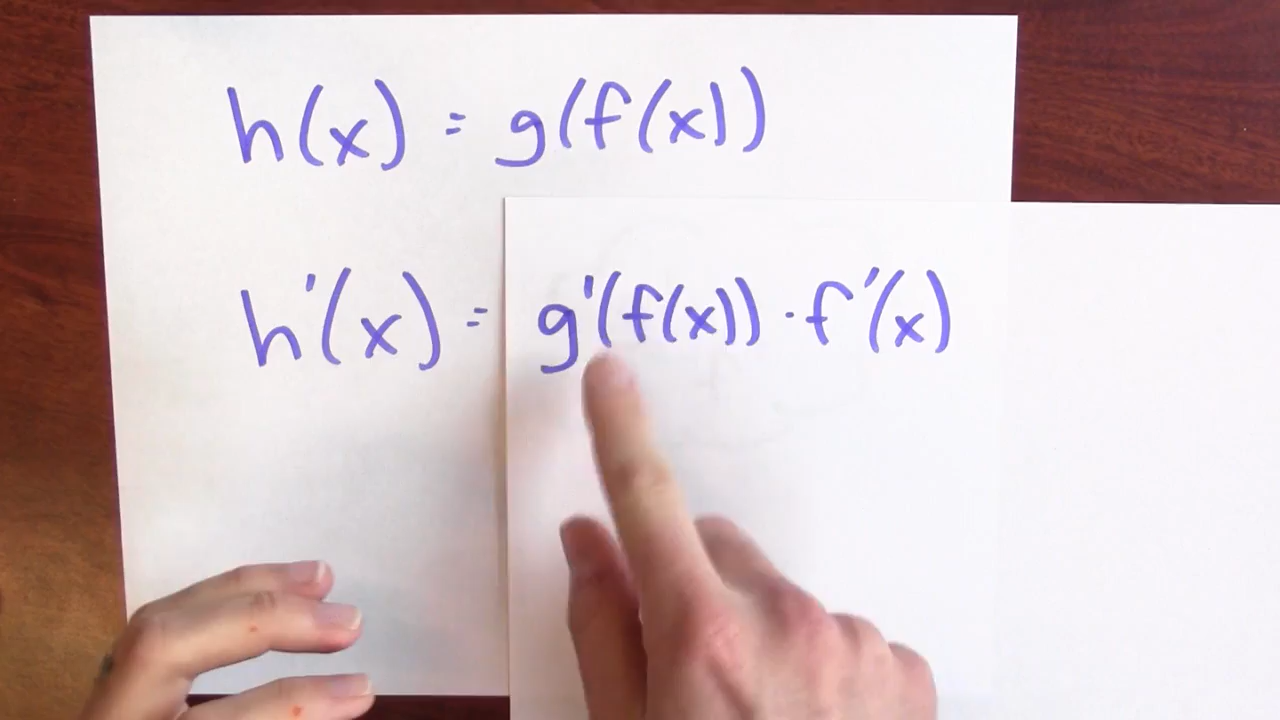 h(x) = g(f(x))
h'(x) = g'(f(x)) · f'(x)